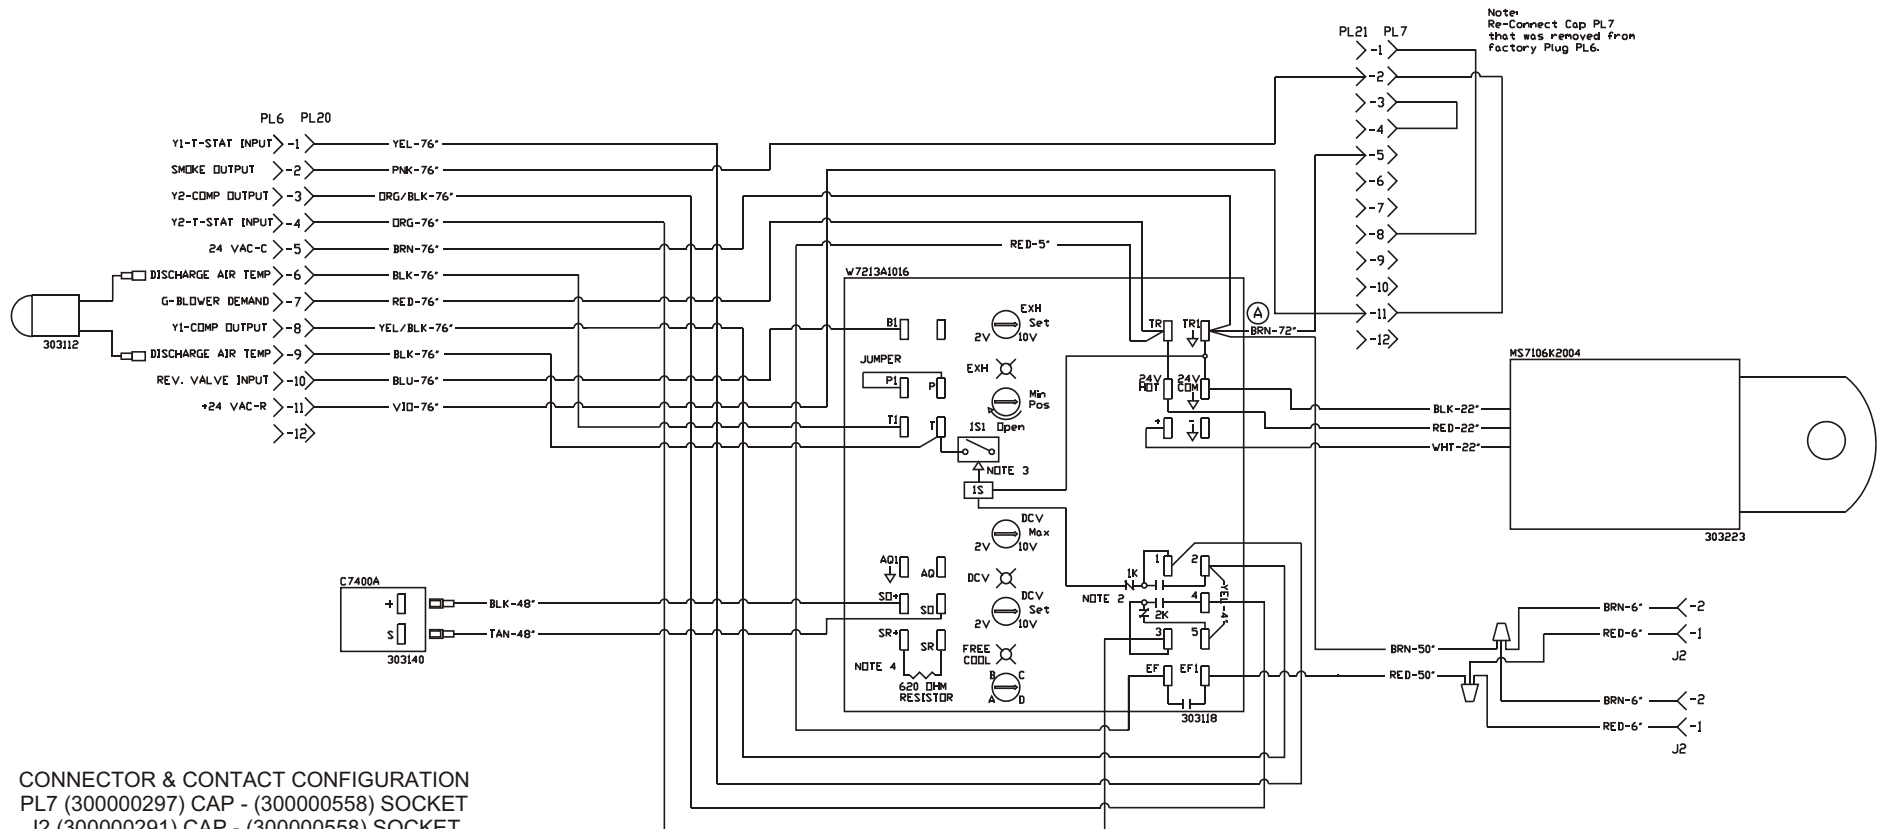 Note:
Re-Connect Cap PL7
that was removed from
factory Plug PL6.
PL21 PL7
-1
-2
-3
-4
-5
-6
-7
-8
-9
-10
-11
-12
PL6 PL20
Y1-T-STAT INPUT -1 YEL-76"
SMOKE OUTPUT -2 PNK-76"
Y2-COMP OUTPUT -3 ORG/BLK-76"
Y2-T-STAT INPUT -4 ORG-76"
24 VAC-C -5 BRN-76"
DISCHARGE AIR TEMP -6 BLK-76"
G-BLOWER DEMAND -7 RED-76"
Y1-COMP OUTPUT -8 YEL/BLK-76"
DISCHARGE AIR TEMP -9 BLK-76"
REV. VALVE INPUT -10 BLU-76"
+24 VAC-R -11 VIO-76"
-12
303112
RED-5"
W7213A1016
B1
EXH
Set
2V 10V
EXH
JUMPER
P1 P
Min
Pos
Open
T1 T
1S1
NOTE 3
1S
TR TR1
A
BRN-72"
24V
HOT
24V
COM
+ -
MS7106K2004
BLK-22"
RED-22"
WHT-22"
303223
DCV
Max
2V 10V
AQ1 AQ
DCV
SO+ SO
DCV
Set
2V 10V
SR+ SR
NOTE 4
620 OHM
RESISTOR
FREE
COOL
B C
A D
1K
1 2
NOTE 2
4
2K
3 5
YEL-4"
EF EF1
303118
C7400A
+ BLK-48"
S TAN-48"
303140
BRN-50"
RED-50"
BRN-6" -2
RED-6" -1
J2
BRN-6" -2
RED-6" -1
J2
CONNECTOR & CONTACT CONFIGURATION
PL7 (300000297) CAP - (300000558) SOCKET
J2 (300000291) CAP - (300000558) SOCKET